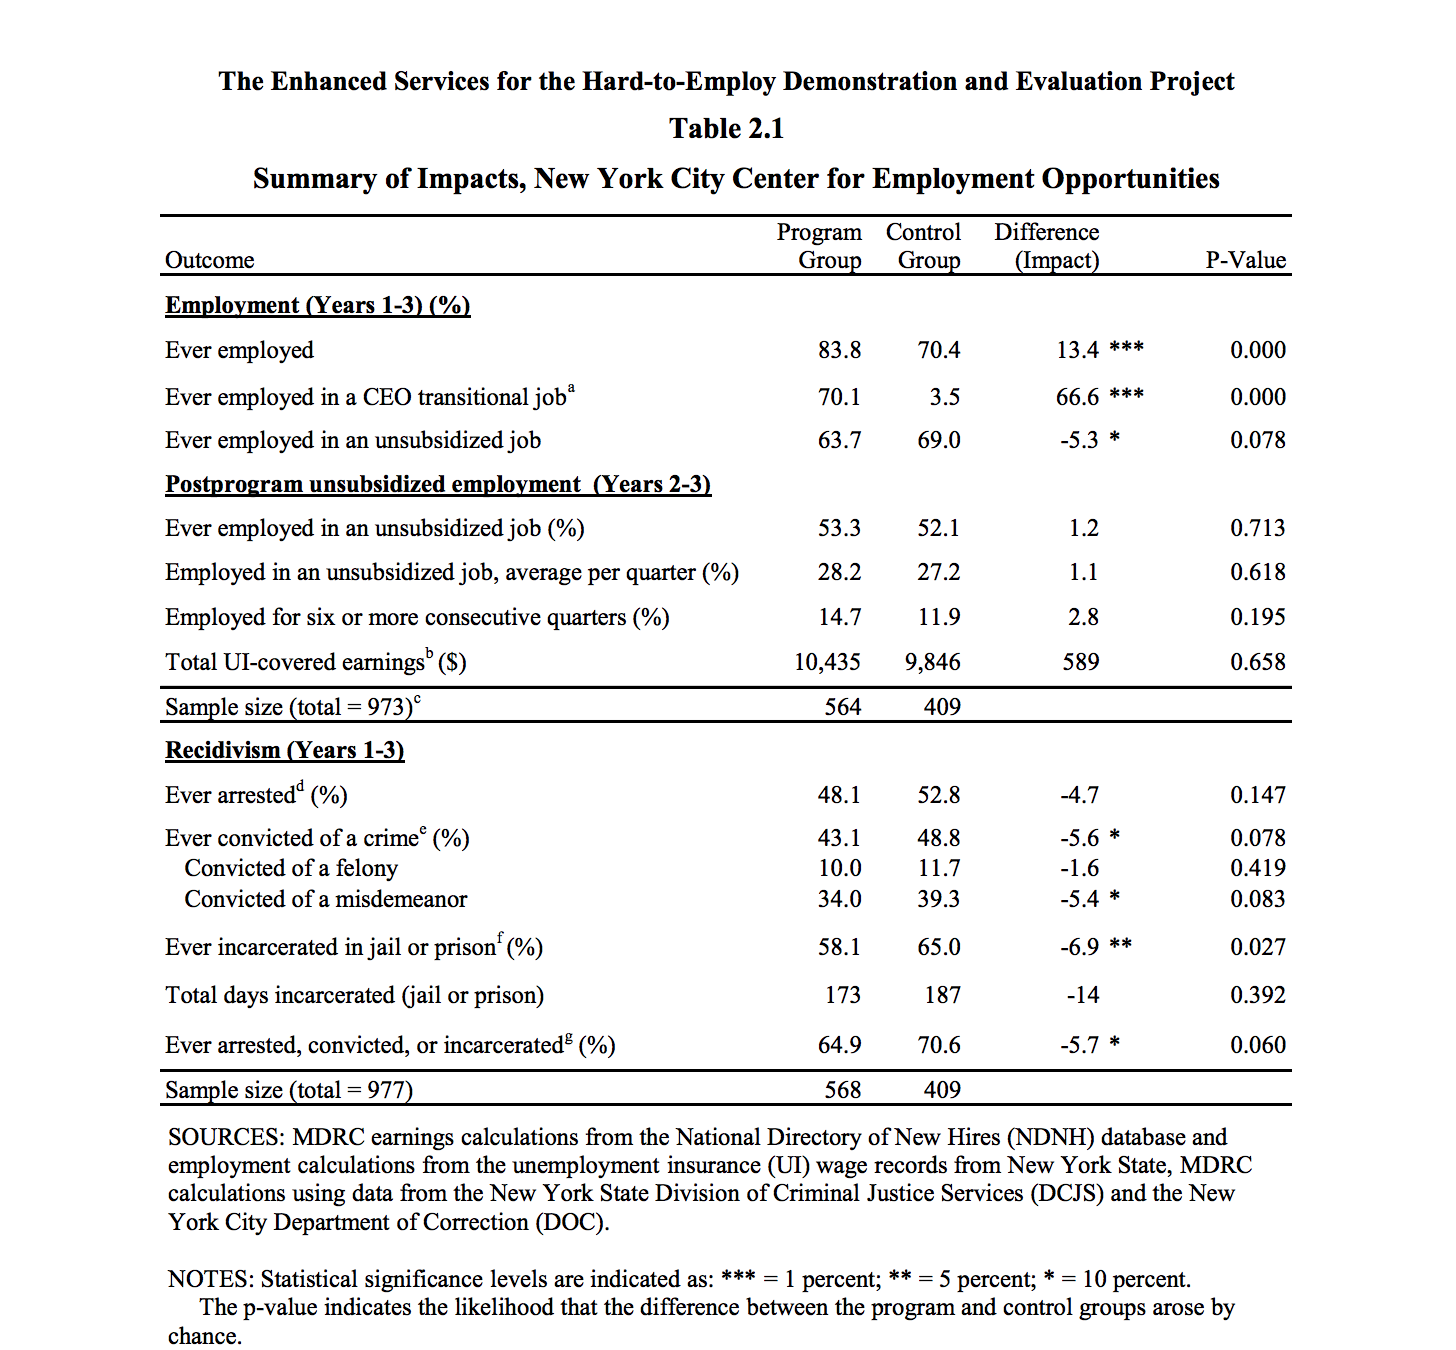 The Enhanced Services for the Hard-to-Employ Demonstration and Evaluation Project
Table 2.1
Summary of Impacts, New York City Center for Employment Opportunities
Program Control Difference
Outcome Group Group (Impact) P-Value
Employment (Years 1-3) (%)
Ever employed 83.8 70.4 13.4 *** 0.000
Ever employed in a CEO transitional jobᵃ 70.1 3.5 66.6 *** 0.000
Ever employed in an unsubsidized job 63.7 69.0 -5.3 * 0.078
Postprogram unsubsidized employment (Years 2-3)
Ever employed in an unsubsidized job (%) 53.3 52.1 1.2 0.713
Employed in an unsubsidized job, average per quarter (%) 28.2 27.2 1.1 0.618
Employed for six or more consecutive quarters (%) 14.7 11.9 2.8 0.195
Total UI-covered earningsᵇ ($) 10,435 9,846 589 0.658
Sample size (total = 973)ᶜ 564 409
Recidivism (Years 1-3)
Ever arrestedᵈ (%) 48.1 52.8 -4.7 0.147
Ever convicted of a crimeᵉ (%) 43.1 48.8 -5.6 * 0.078
Convicted of a felony 10.0 11.7 -1.6 0.419
Convicted of a misdemeanor 34.0 39.3 -5.4 * 0.083
Ever incarcerated in jail or prisonᶠ (%) 58.1 65.0 -6.9 ** 0.027
Total days incarcerated (jail or prison) 173 187 -14 0.392
Ever arrested, convicted, or incarceratedᵍ (%) 64.9 70.6 -5.7 * 0.060
Sample size (total = 977) 568 409
SOURCES: MDRC earnings calculations from the National Directory of New Hires (NDNH) database and
employment calculations from the unemployment insurance (UI) wage records from New York State, MDRC
calculations using data from the New York State Division of Criminal Justice Services (DCJS) and the New
York City Department of Correction (DOC).
NOTES: Statistical significance levels are indicated as: *** = 1 percent; ** = 5 percent; * = 10 percent.
The p-value indicates the likelihood that the difference between the program and control groups arose by
chance.